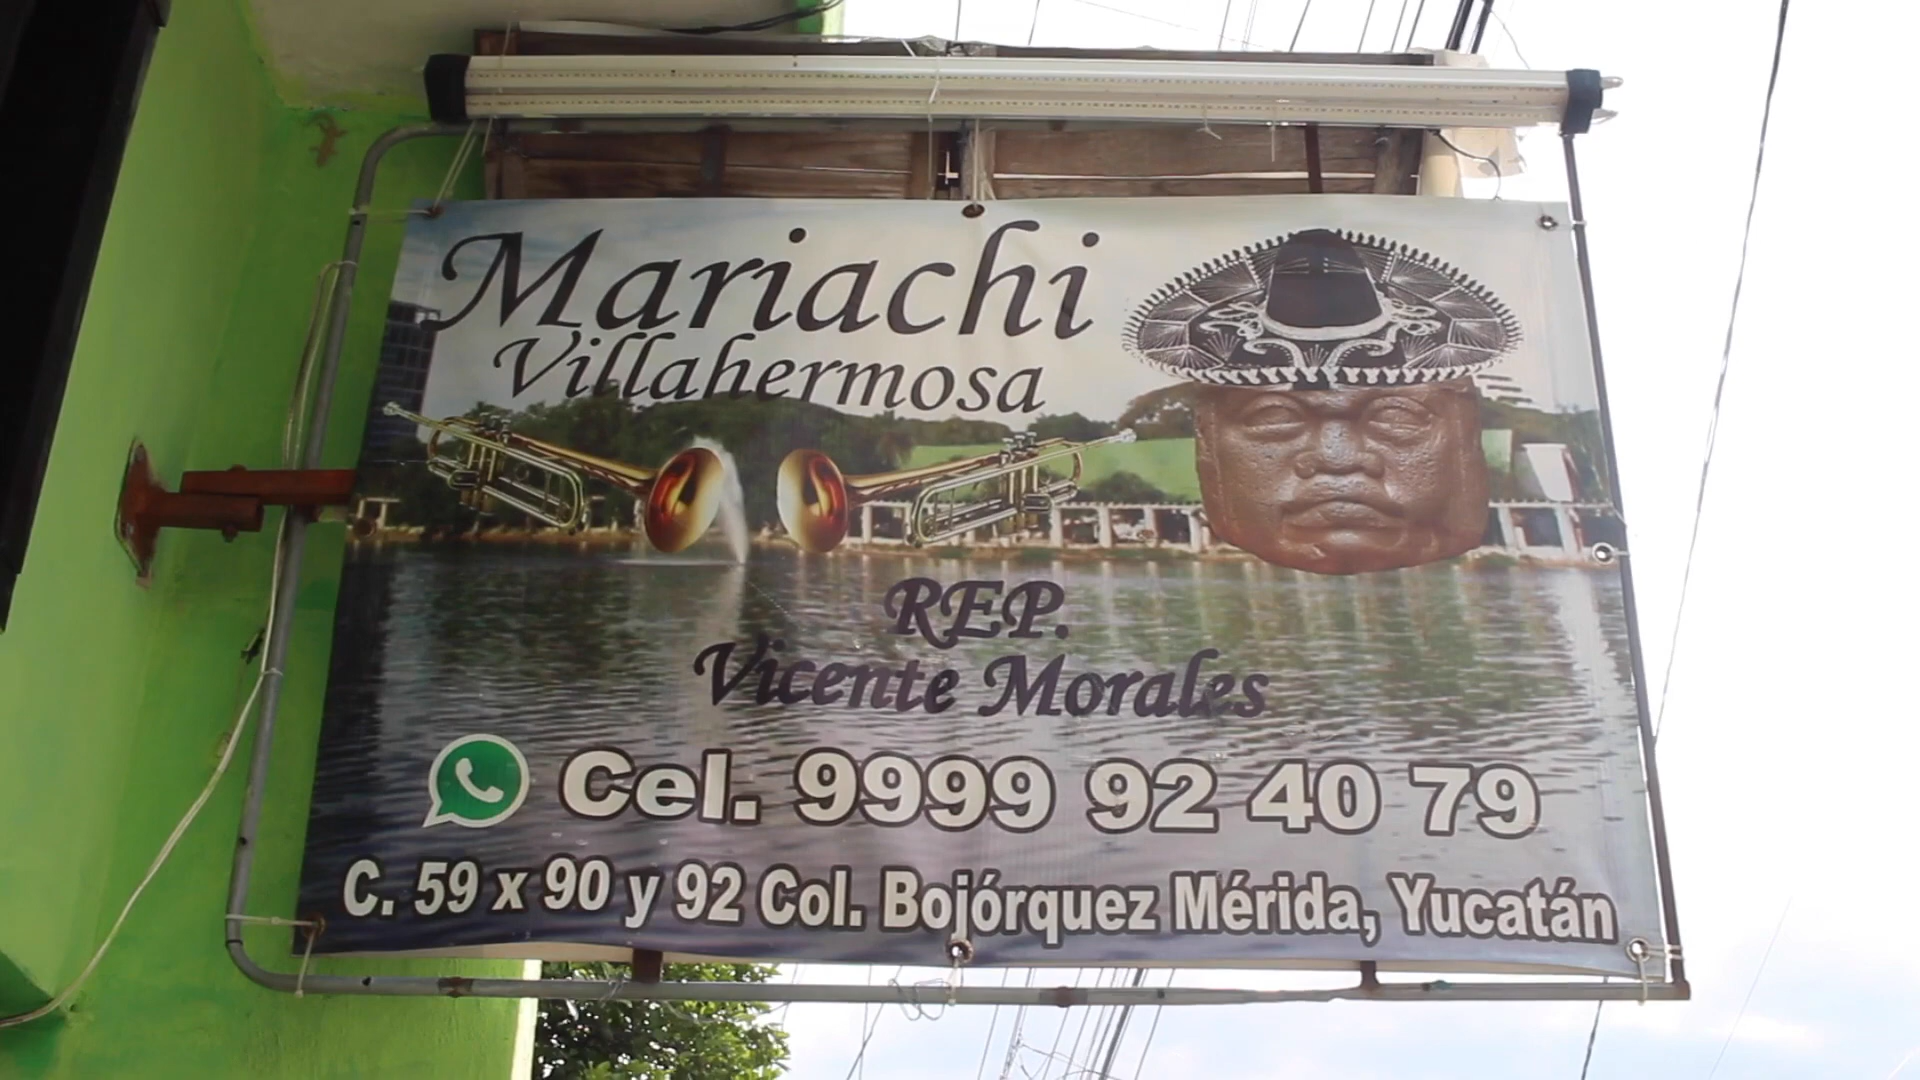 Mariachi
Villahermosa
REP.
Vicente Morales
Cel. 9999 92 40 79
C. 59 x 90 y 92 Col. Bojórquez Mérida, Yucatán